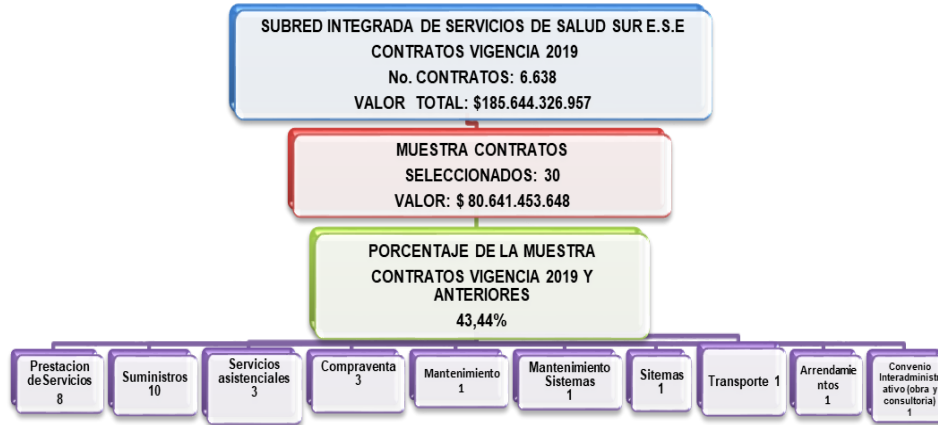 SUBRED INTEGRADA DE SERVICIOS DE SALUD SUR E.S.E
CONTRATOS VIGENCIA 2019
No. CONTRATOS: 6.638
VALOR TOTAL: $185.644.326.957
MUESTRA CONTRATOS
SELECCIONADOS: 30
VALOR: $ 80.641.453.648
PORCENTAJE DE LA MUESTRA
CONTRATOS VIGENCIA 2019 Y
ANTERIORES
43,44%
Prestacion
de Servicios
8
Suministros
10
Servicios
asistenciales
3
Compraventa
3
Mantenimiento
1
Mantenimiento
Sistemas
1
Sitemas
1
Transporte 1
Arrendamie
ntos
1
Convenio
Interadministr
ativo (obra y
consultoria)
1